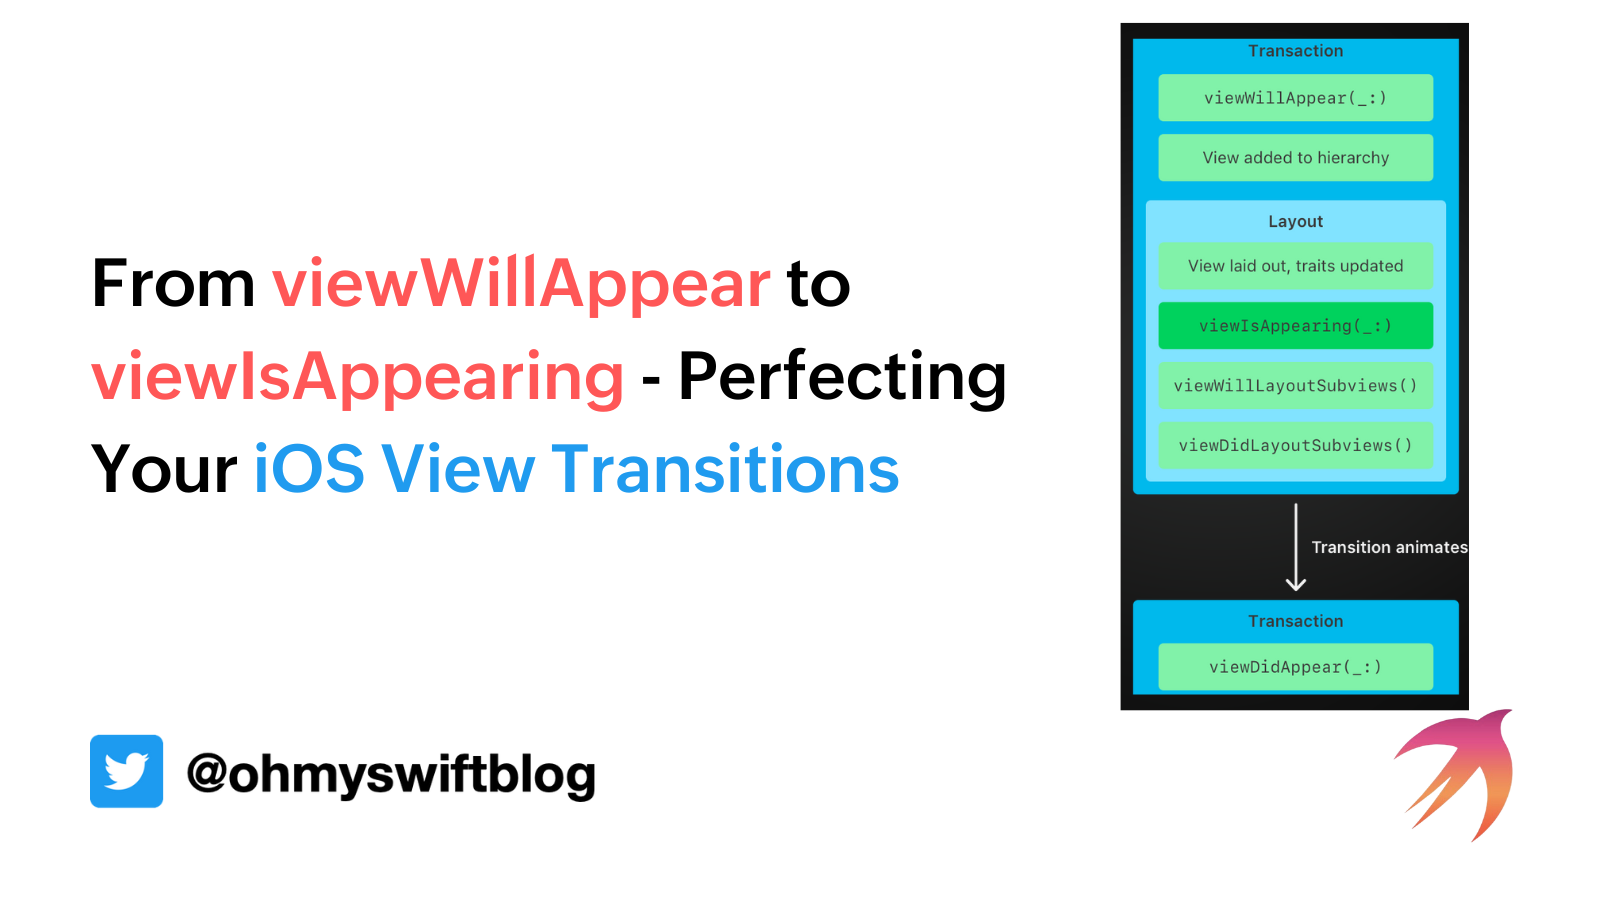 From viewWillAppear to
viewIsAppearing - Perfecting
Your iOS View Transitions
@ohmyswiftblog
Transaction
viewWillAppear(_:)
View added to hierarchy
Layout
View laid out, traits updated
viewIsAppearing(_:)
viewWillLayoutSubviews()
viewDidLayoutSubviews()
Transition animates
Transaction
viewDidAppear(_:)